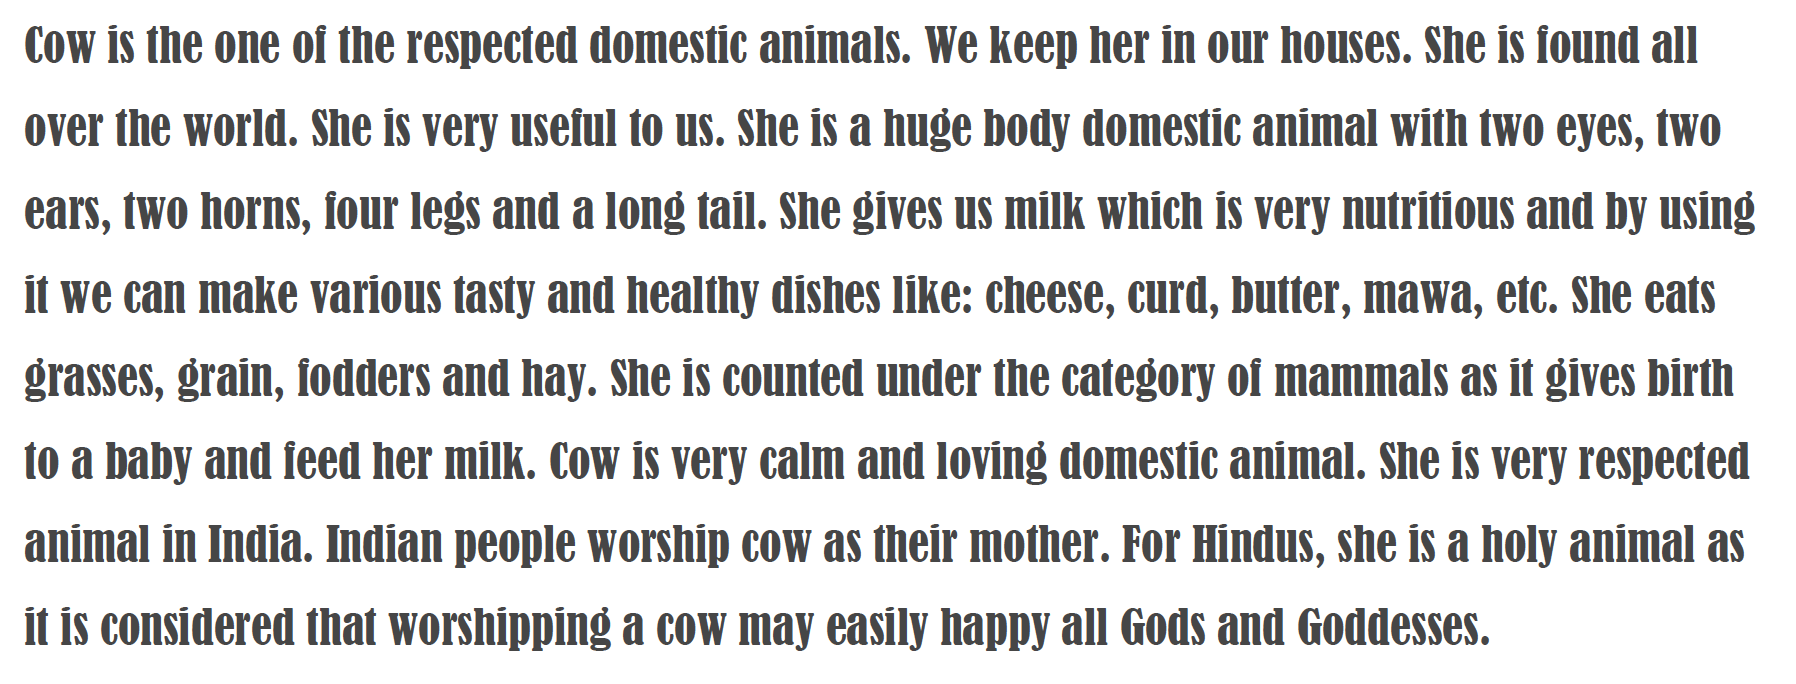 Cow is the one of the respected domestic animals. We keep her in our houses. She is found all
over the world. She is very useful to us. She is a huge body domestic animal with two eyes, two
ears, two horns, four legs and a long tail. She gives us milk which is very nutritious and by using
it we can make various tasty and healthy dishes like: cheese, curd, butter, mawa, etc. She eats
grasses, grain, fodders and hay. She is counted under the category of mammals as it gives birth
to a baby and feed her milk. Cow is very calm and loving domestic animal. She is very respected
animal in India. Indian people worship cow as their mother. For Hindus, she is a holy animal as
it is considered that worshipping a cow may easily happy all Gods and Goddesses.